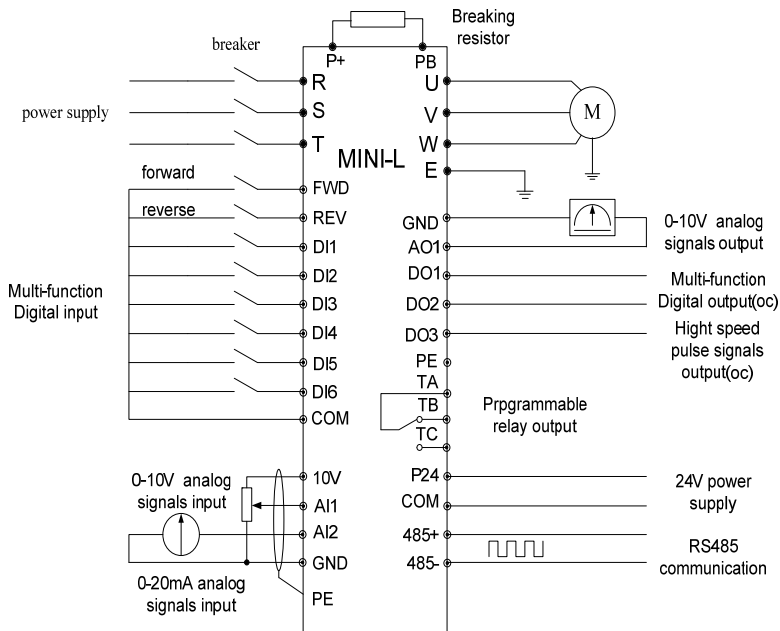 Breaking
resistor
breaker
P+
PB
R
U
power supply
S
V
M
T
W
MINI-L
E
forward
FWD
reverse
REV
GND
0-10V analog
signals output
DI1
AO1
DI2
DO1
Multi-function
Digital input
Multi-function
Digital output(oc)
DI3
DO2
DI4
DO3
Hight speed
pulse signals
output(oc)
DI5
PE
DI6
TA
COM
TB
TC
Prpgrammable
relay output
0-10V analog
signals input
10V
P24
24V power
supply
AI1
COM
AI2
485+
GND
485-
RS485
communication
0-20mA analog
signals input
PE